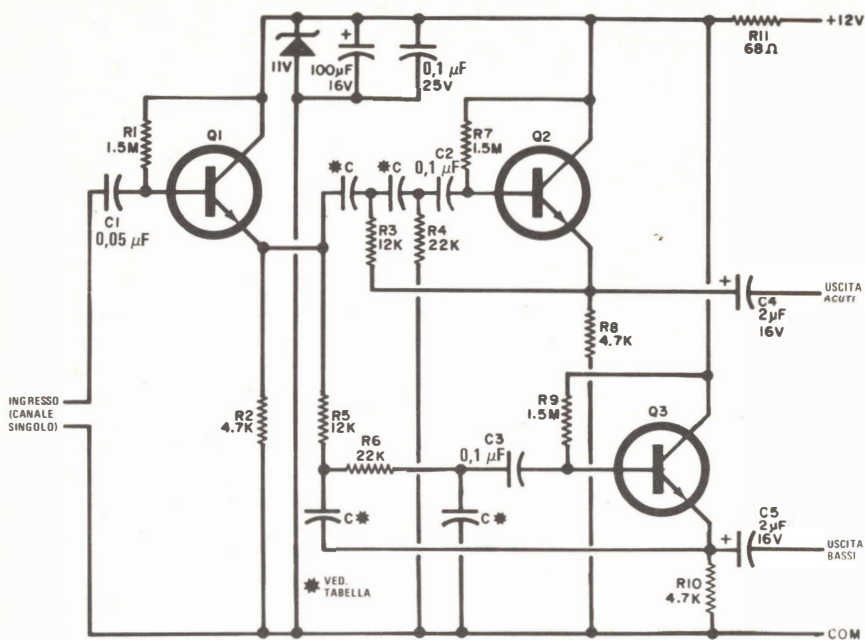 +12V
R11
68Ω
11V
+
100µF
16V
0,1 µF
25V
R1
1.5M
Q1
C1
0,05 µF
✱C
✱C
C2
0,1 µF
R7
1.5M
Q2
R3
12K
R4
22K
+
C4
2µF
16V
USCITA
ACUTI
R8
4.7K
INGRESSO
(CANALE
SINGOLO)
R2
4.7K
R5
12K
R6
22K
C3
0,1 µF
R9
1.5M
Q3
C✱
C✱
+
C5
2µF
16V
USCITA
BASSI
✱ VED.
TABELLA
R10
4.7K
COM